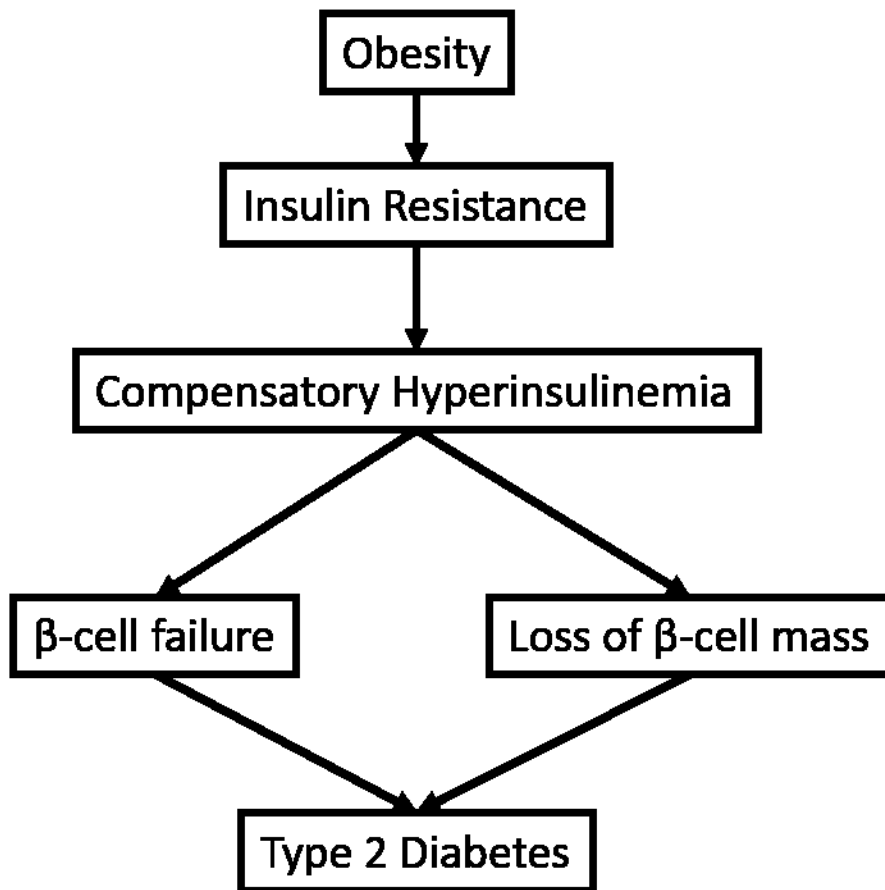 Obesity
Insulin Resistance
Compensatory Hyperinsulinemia
β-cell failure
Loss of β-cell mass
Type 2 Diabetes